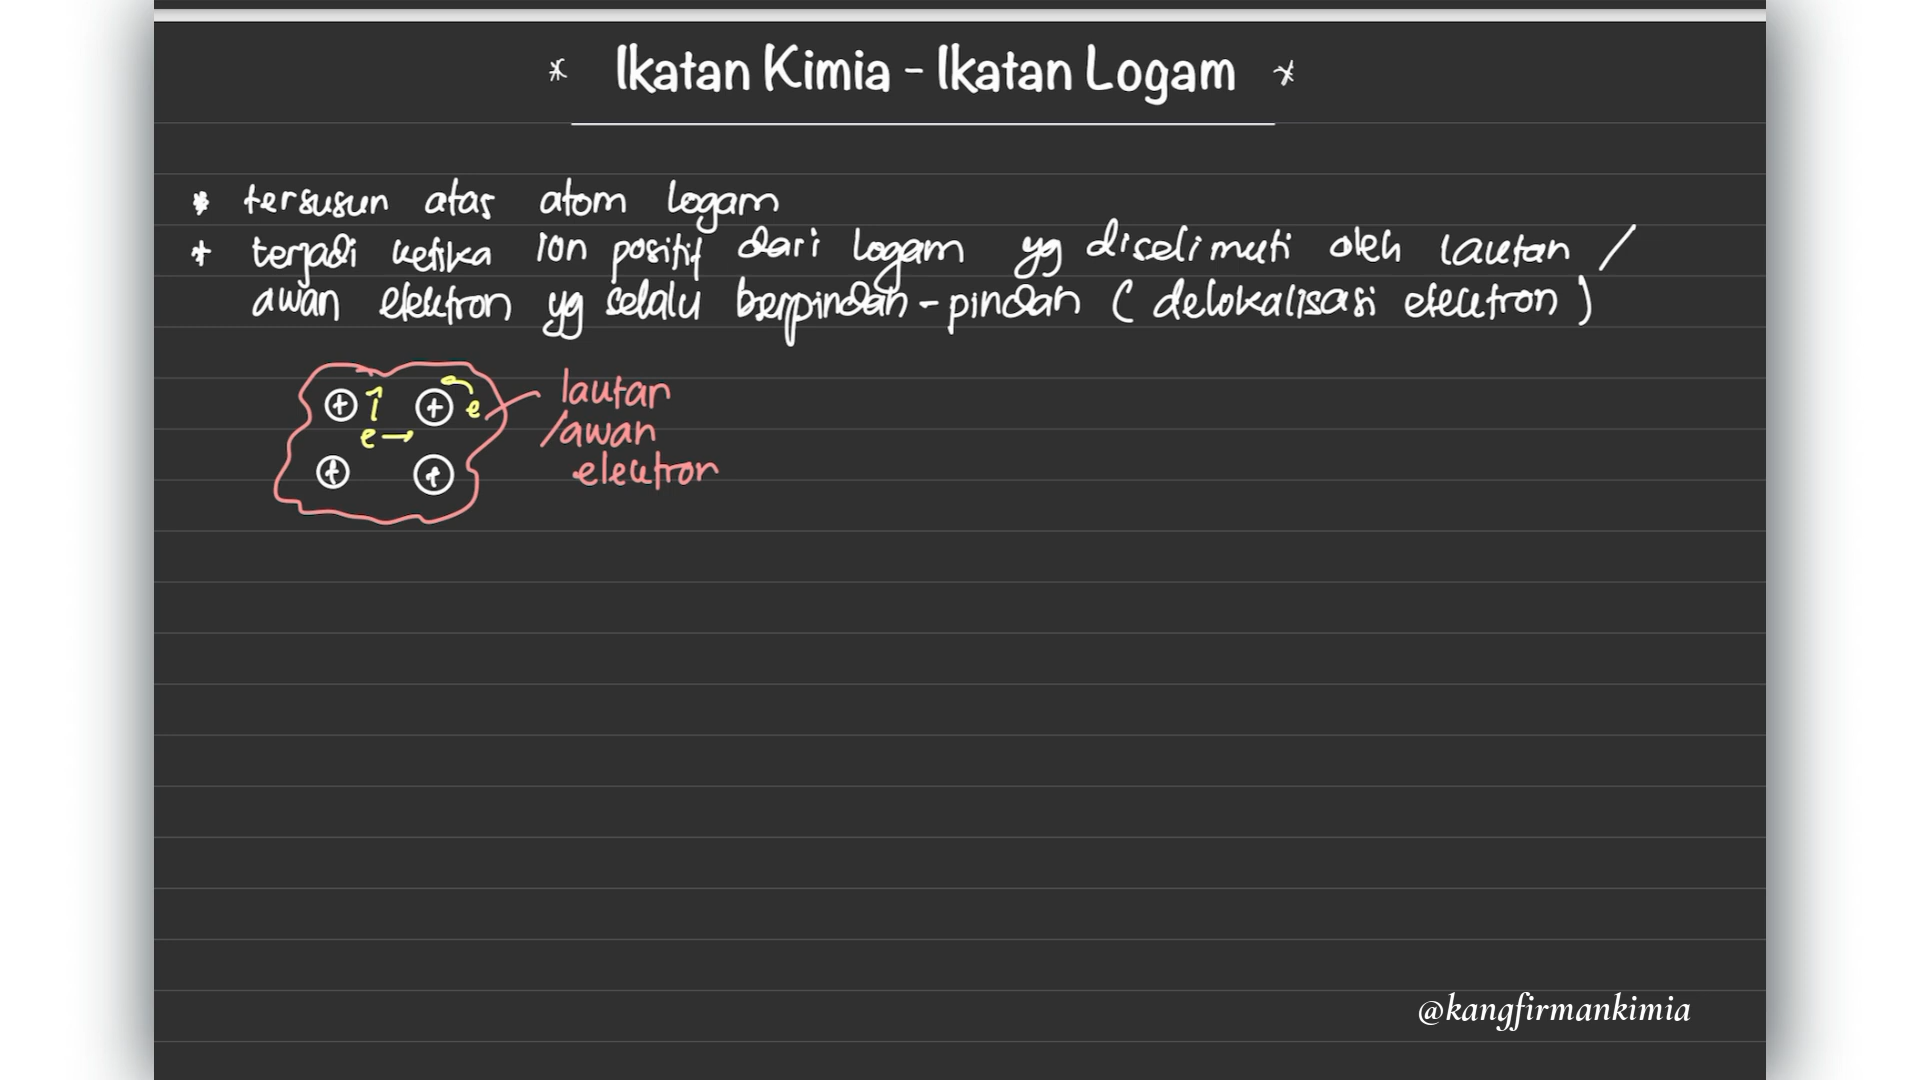 * Ikatan Kimia - Ikatan Logam *
* tersusun atas atom logam
* terjadi ketika ion positif dari logam yg diselimuti oleh lautan /
awan elektron yg selalu berpindah-pindah ( delokalisasi elektron )
+ + e
e →
+ +
lautan
/awan
elektron
@kangfirmankimia